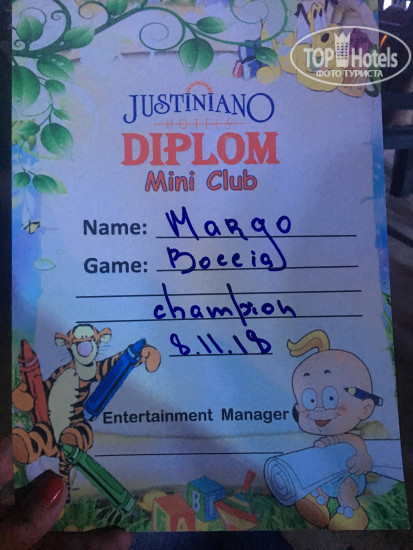 TOP Hotels
ФОТО ТУРИСТА
JUSTINIANO
HOTELS
DIPLOM
Mini Club
Name: Margo
Game: Boccia
champion
8.11.18
Entertainment Manager